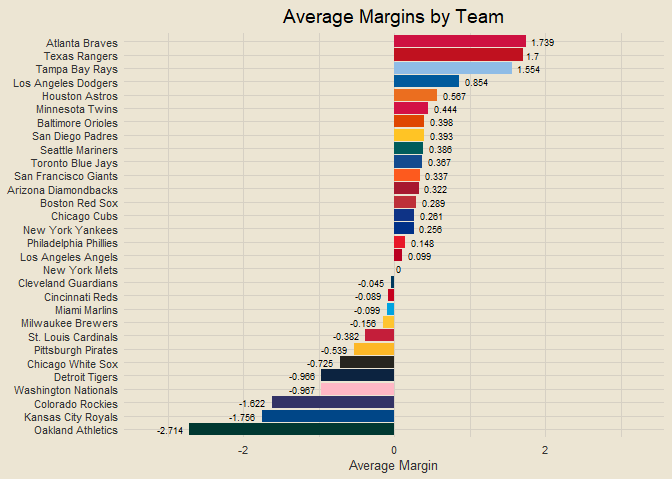 Average Margins by Team
Atlanta Braves 1.739
Texas Rangers 1.7
Tampa Bay Rays 1.554
Los Angeles Dodgers 0.854
Houston Astros 0.567
Minnesota Twins 0.444
Baltimore Orioles 0.398
San Diego Padres 0.393
Seattle Mariners 0.386
Toronto Blue Jays 0.367
San Francisco Giants 0.337
Arizona Diamondbacks 0.322
Boston Red Sox 0.289
Chicago Cubs 0.261
New York Yankees 0.256
Philadelphia Phillies 0.148
Los Angeles Angels 0.099
New York Mets 0
Cleveland Guardians -0.045
Cincinnati Reds -0.089
Miami Marlins -0.099
Milwaukee Brewers -0.156
St. Louis Cardinals -0.382
Pittsburgh Pirates -0.539
Chicago White Sox -0.725
Detroit Tigers -0.966
Washington Nationals -0.967
Colorado Rockies -1.622
Kansas City Royals -1.756
Oakland Athletics -2.714
-2 0 2
Average Margin